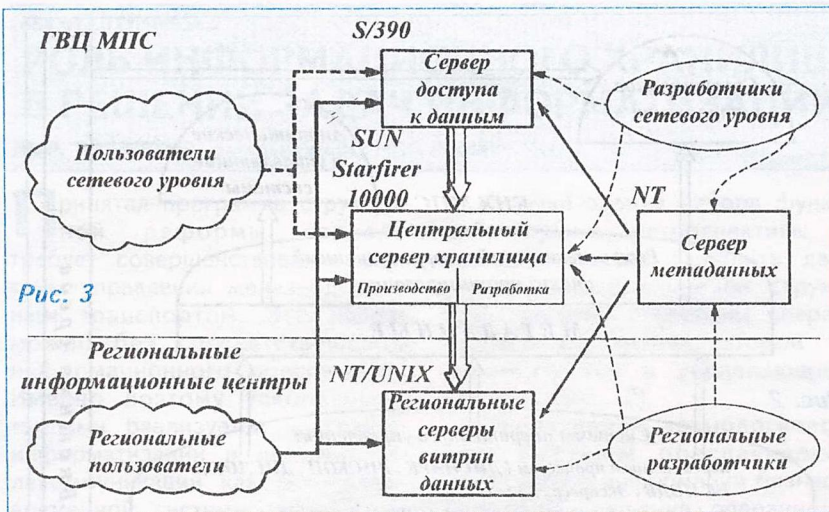 ГВЦ МПС
S/390
Сервер
доступа
к данным
Разработчики
сетевого уровня
Пользователи
сетевого уровня
SUN
Starfirer
10000
Центральный
сервер хранилища
Производство
Разработка
NT
Сервер
метаданных
Рис. 3
Региональные
информационные центры
NT/UNIX
Региональные
пользователи
Региональные
серверы
витрин
данных
Региональные
разработчики